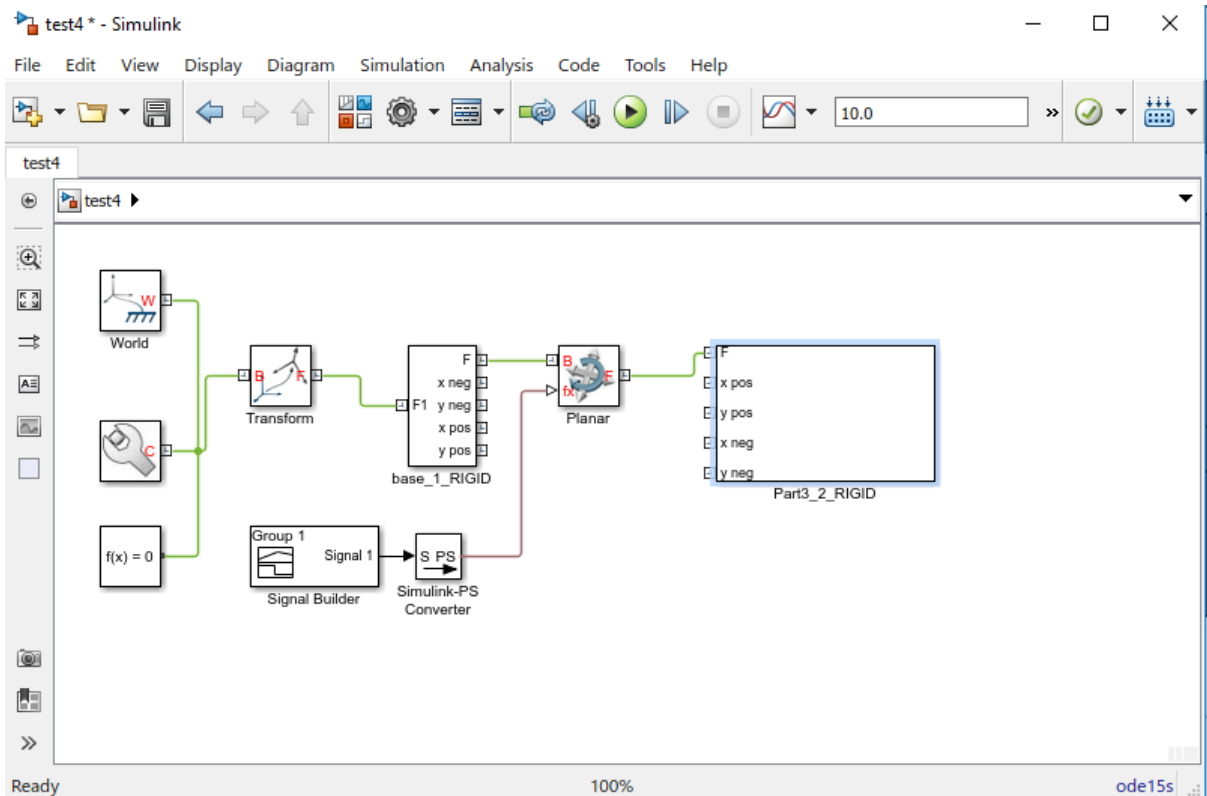 test4 * - Simulink
File Edit View Display Diagram Simulation Analysis Code Tools Help
10.0
test4
test4
W
World
B F
Transform
C
f(x) = 0
F
x neg
F1 y neg
x pos
y pos
base_1_RIGID
B F
fx
Planar
F
x pos
y pos
x neg
y neg
Part3_2_RIGID
Group 1
Signal 1
Signal Builder
S PS
Simulink-PS
Converter
Ready 100% ode15s